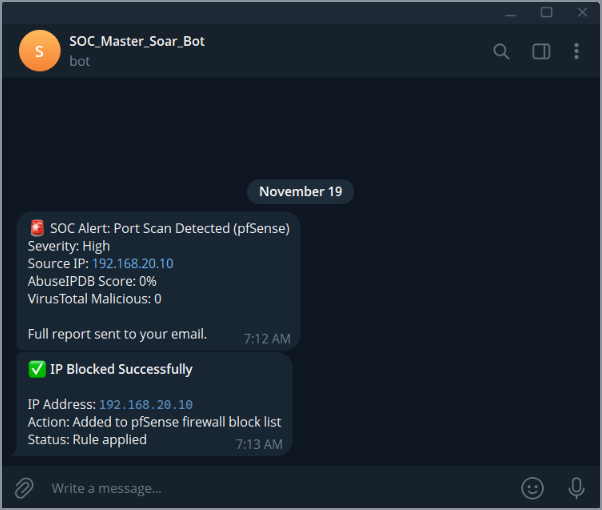 S
SOC_Master_Soar_Bot
bot
November 19
🚨 SOC Alert: Port Scan Detected (pfSense)
Severity: High
Source IP: 192.168.20.10
AbuseIPDB Score: 0%
VirusTotal Malicious: 0
Full report sent to your email.
7:12 AM
✅ IP Blocked Successfully
IP Address: 192.168.20.10
Action: Added to pfSense firewall block list
Status: Rule applied
7:13 AM
Write a message...